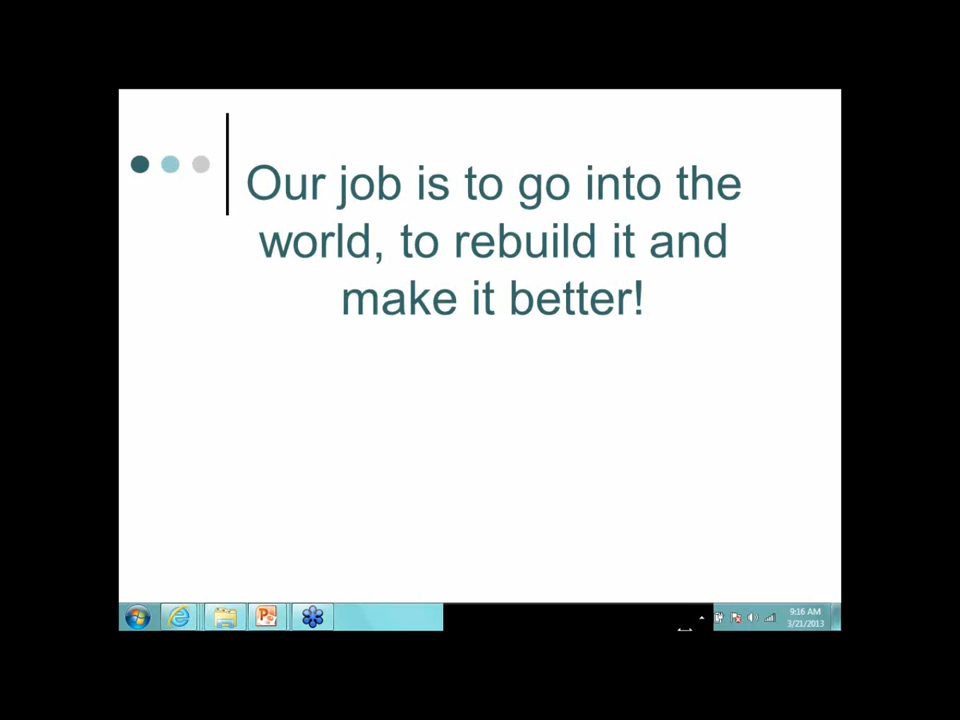 Our job is to go into the
world, to rebuild it and
make it better!
9:16 AM
3/21/2013